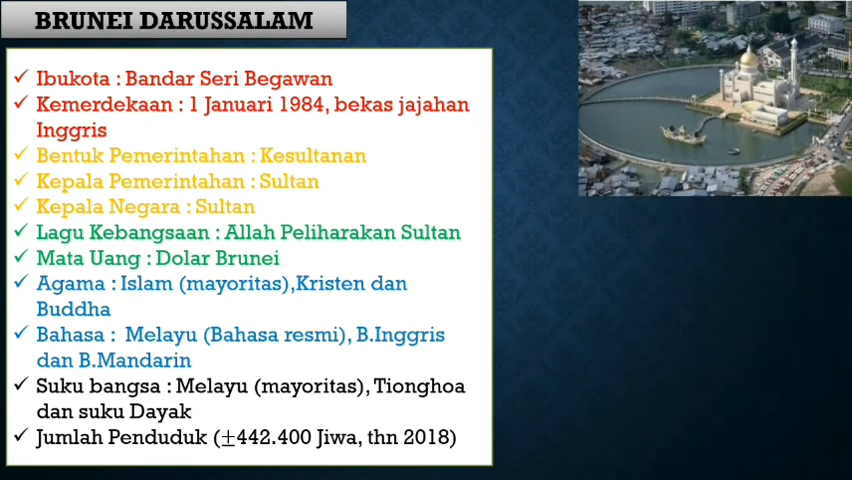 BRUNEI DARUSSALAM
✓ Ibukota : Bandar Seri Begawan
✓ Kemerdekaan : 1 Januari 1984, bekas jajahan
Inggris
✓ Bentuk Pemerintahan : Kesultanan
✓ Kepala Pemerintahan : Sultan
✓ Kepala Negara : Sultan
✓ Lagu Kebangsaan : Allah Peliharakan Sultan
✓ Mata Uang : Dolar Brunei
✓ Agama : Islam (mayoritas),Kristen dan
Buddha
✓ Bahasa : Melayu (Bahasa resmi), B.Inggris
dan B.Mandarin
✓ Suku bangsa : Melayu (mayoritas), Tionghoa
dan suku Dayak
✓ Jumlah Penduduk (±442.400 Jiwa, thn 2018)